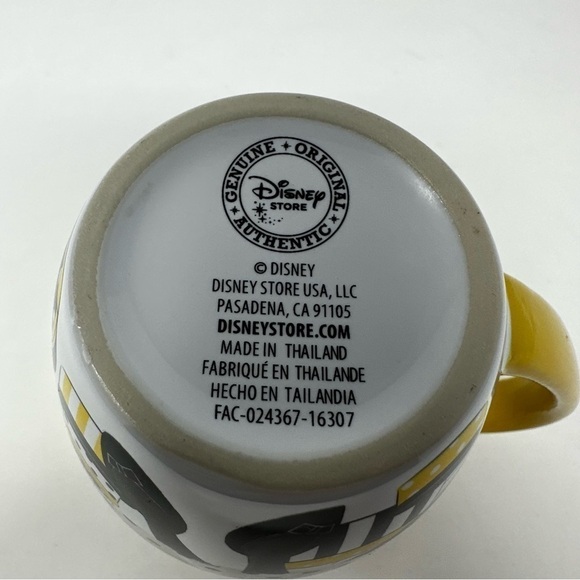 GENUINE ORIGINAL AUTHENTIC
Disney
STORE
© DISNEY
DISNEY STORE USA, LLC
PASADENA, CA 91105
DISNEYSTORE.COM
MADE IN THAILAND
FABRIQUÉ EN THAILANDE
HECHO EN TAILANDIA
FAC-024367-16307